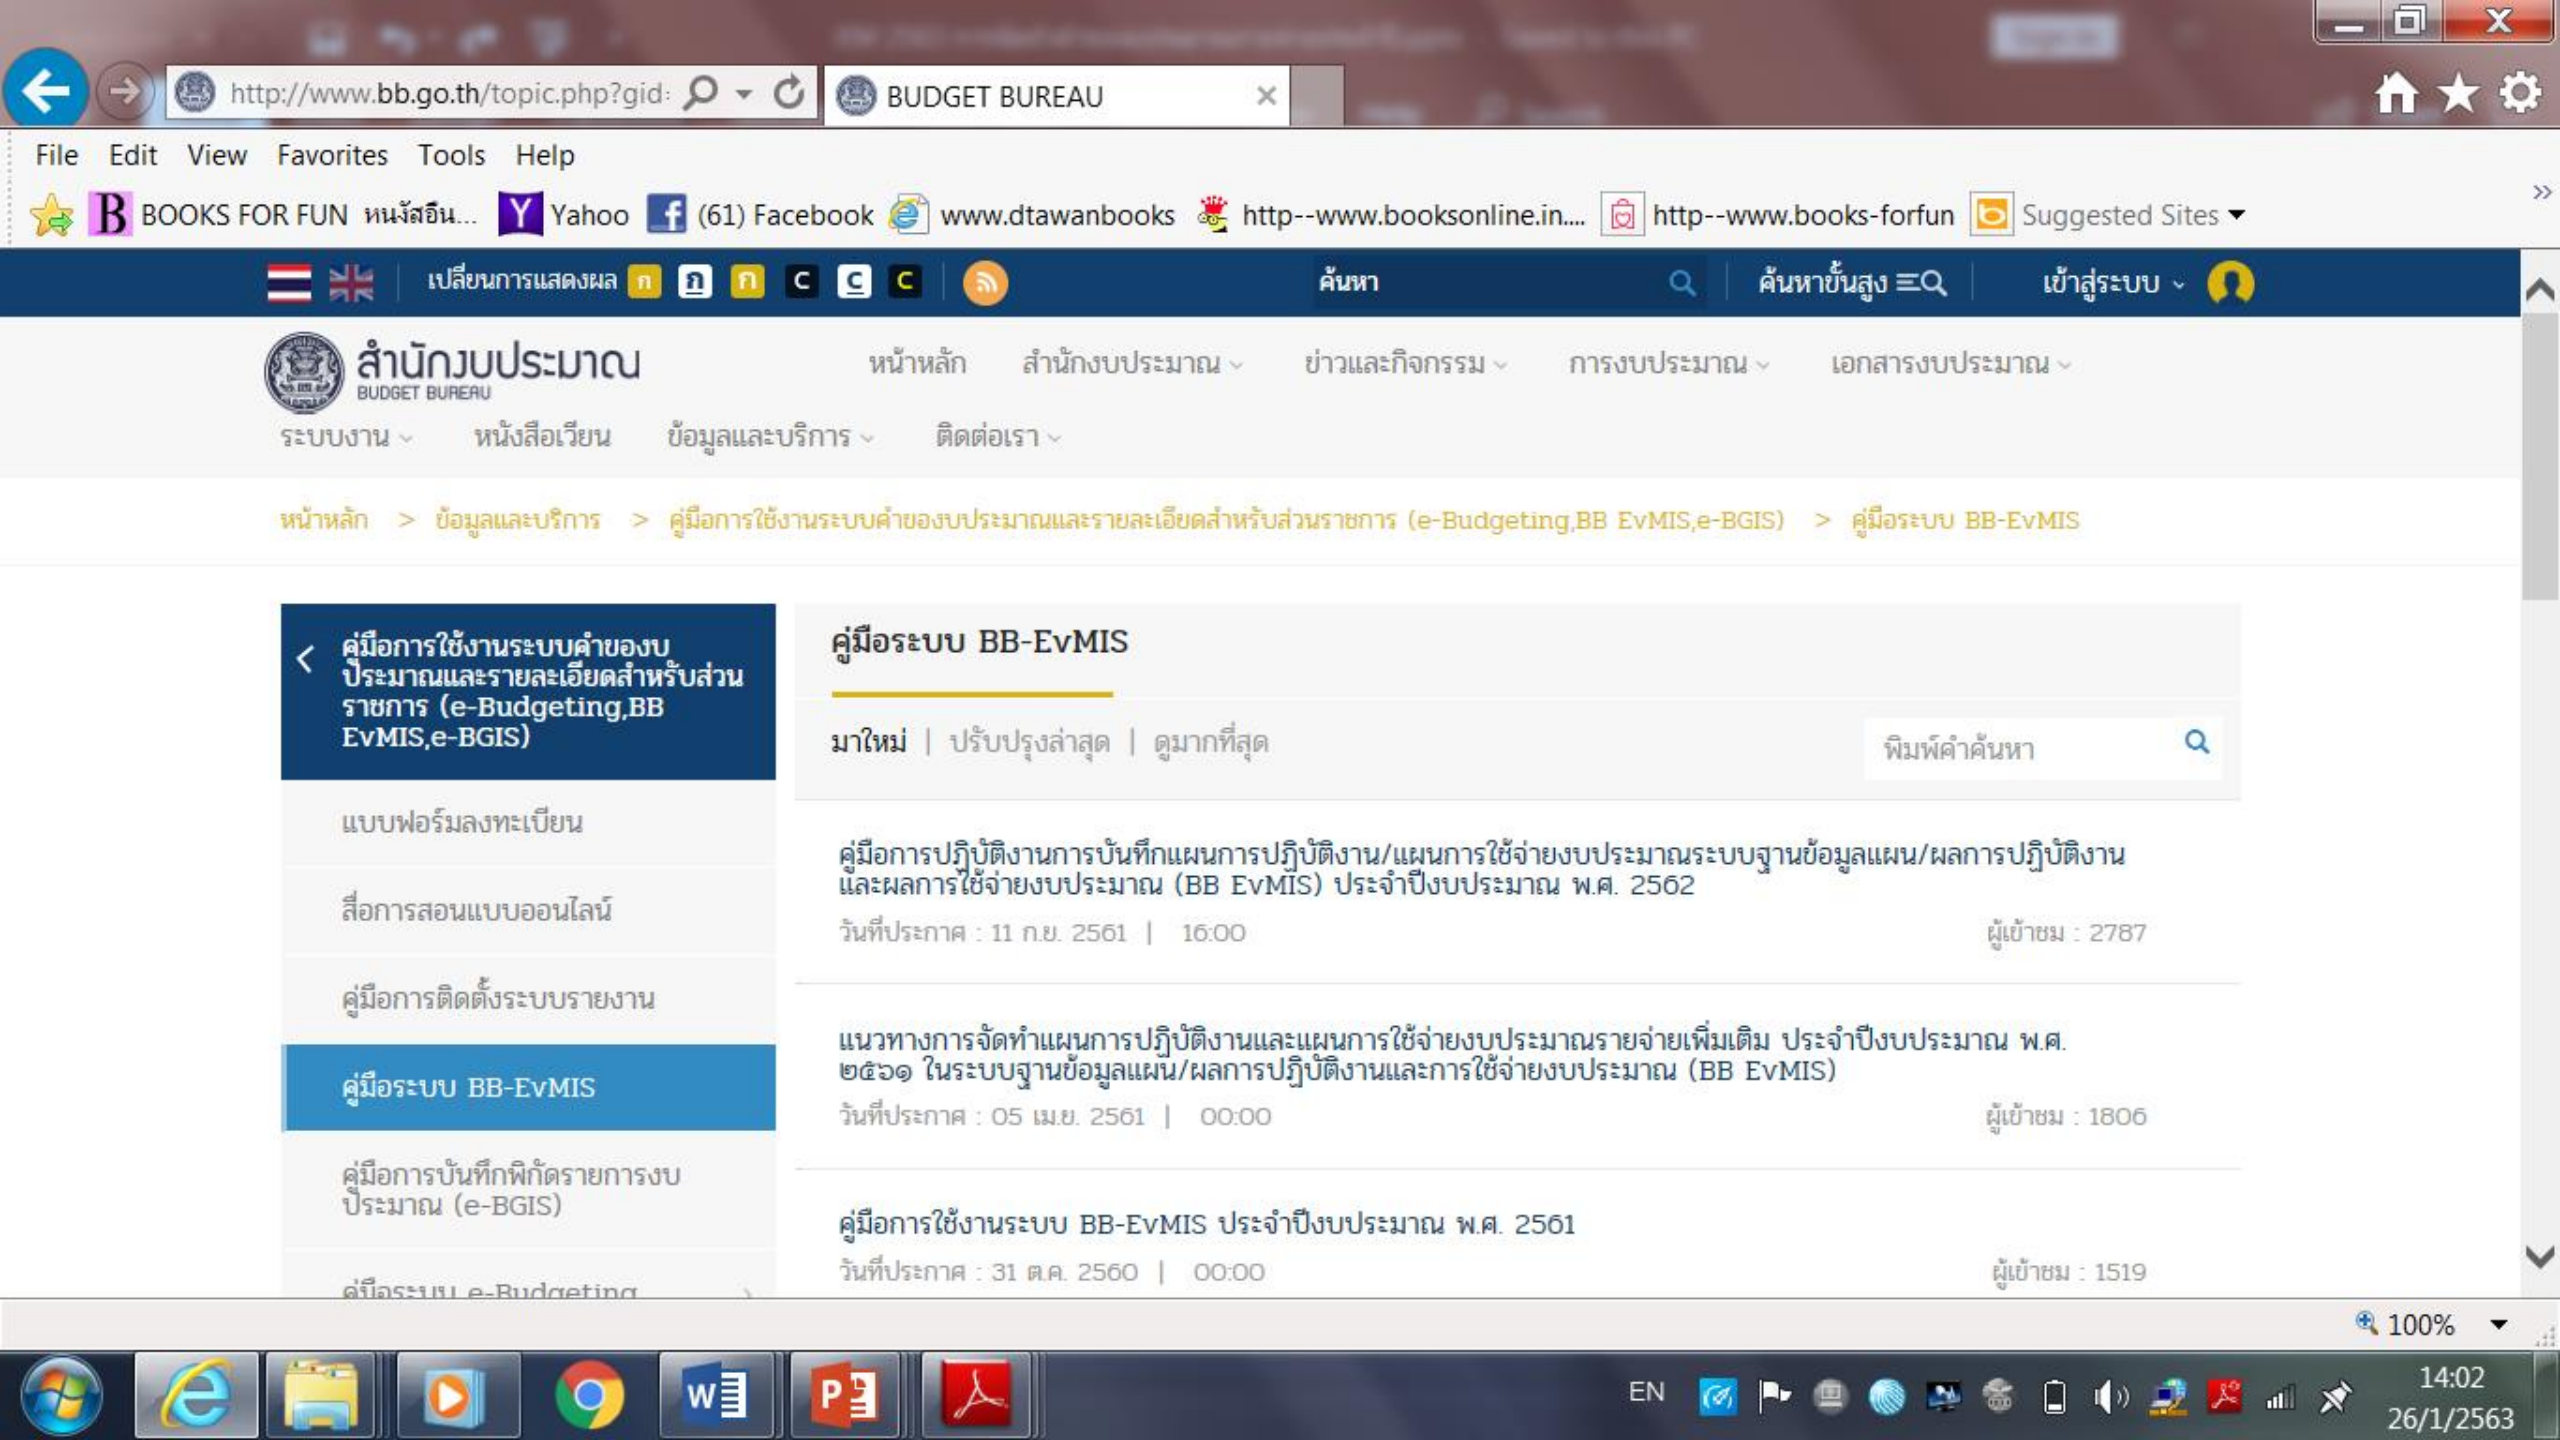 http://www.bb.go.th/topic.php?gid:
BUDGET BUREAU
File Edit View Favorites Tools Help
BOOKS FOR FUN หนังสือน... Yahoo (61) Facebook www.dtawanbooks http--www.booksonline.in.... http--www.books-forfun Suggested Sites
เปลี่ยนการแสดงผล ก ก ก C C C ค้นหา ค้นหาขั้นสูง เข้าสู่ระบบ
สำนักงบประมาณ
BUDGET BUREAU
หน้าหลัก สำนักงบประมาณ ข่าวและกิจกรรม การงบประมาณ เอกสารงบประมาณ
ระบบงาน หนังสือเวียน ข้อมูลและบริการ ติดต่อเรา
หน้าหลัก > ข้อมูลและบริการ > คู่มือการใช้งานระบบคำของบประมาณและรายละเอียดสำหรับส่วนราชการ (e-Budgeting,BB EvMIS,e-BGIS) > คู่มือระบบ BB-EvMIS
คู่มือการใช้งานระบบคำของบ
ประมาณและรายละเอียดสำหรับส่วน
ราชการ (e-Budgeting,BB
EvMIS,e-BGIS)
แบบฟอร์มลงทะเบียน
สื่อการสอนแบบออนไลน์
คู่มือการติดตั้งระบบรายงาน
คู่มือระบบ BB-EvMIS
คู่มือการบันทึกพิกัดรายการงบ
ประมาณ (e-BGIS)
คู่มือระบบ e-Budgeting
คู่มือระบบ BB-EvMIS
มาใหม่ | ปรับปรุงล่าสุด | ดูมากที่สุด พิมพ์คำค้นหา
คู่มือการปฏิบัติงานการบันทึกแผนการปฏิบัติงาน/แผนการใช้จ่ายงบประมาณระบบฐานข้อมูลแผน/ผลการปฏิบัติงาน
และผลการใช้จ่ายงบประมาณ (BB EvMIS) ประจำปีงบประมาณ พ.ศ. 2562
วันที่ประกาศ : 11 ก.ย. 2561 | 16:00 ผู้เข้าชม : 2787
แนวทางการจัดทำแผนการปฏิบัติงานและแผนการใช้จ่ายงบประมาณรายจ่ายเพิ่มเติม ประจำปีงบประมาณ พ.ศ.
๒๕๖๑ ในระบบฐานข้อมูลแผน/ผลการปฏิบัติงานและการใช้จ่ายงบประมาณ (BB EvMIS)
วันที่ประกาศ : 05 เม.ย. 2561 | 00:00 ผู้เข้าชม : 1806
คู่มือการใช้งานระบบ BB-EvMIS ประจำปีงบประมาณ พ.ศ. 2561
วันที่ประกาศ : 31 ต.ค. 2560 | 00:00 ผู้เข้าชม : 1519
100%
EN
14:02
26/1/2563